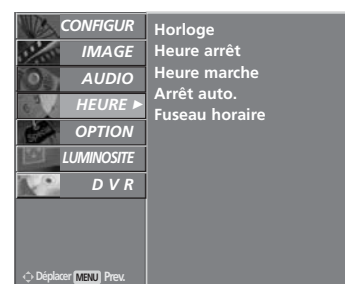 CONFIGUR
IMAGE
AUDIO
HEURE ►
OPTION
LUMINOSITE
D V R
Horloge
Heure arrêt
Heure marche
Arrêt auto.
Fuseau horaire
Déplacer MENU Prev.